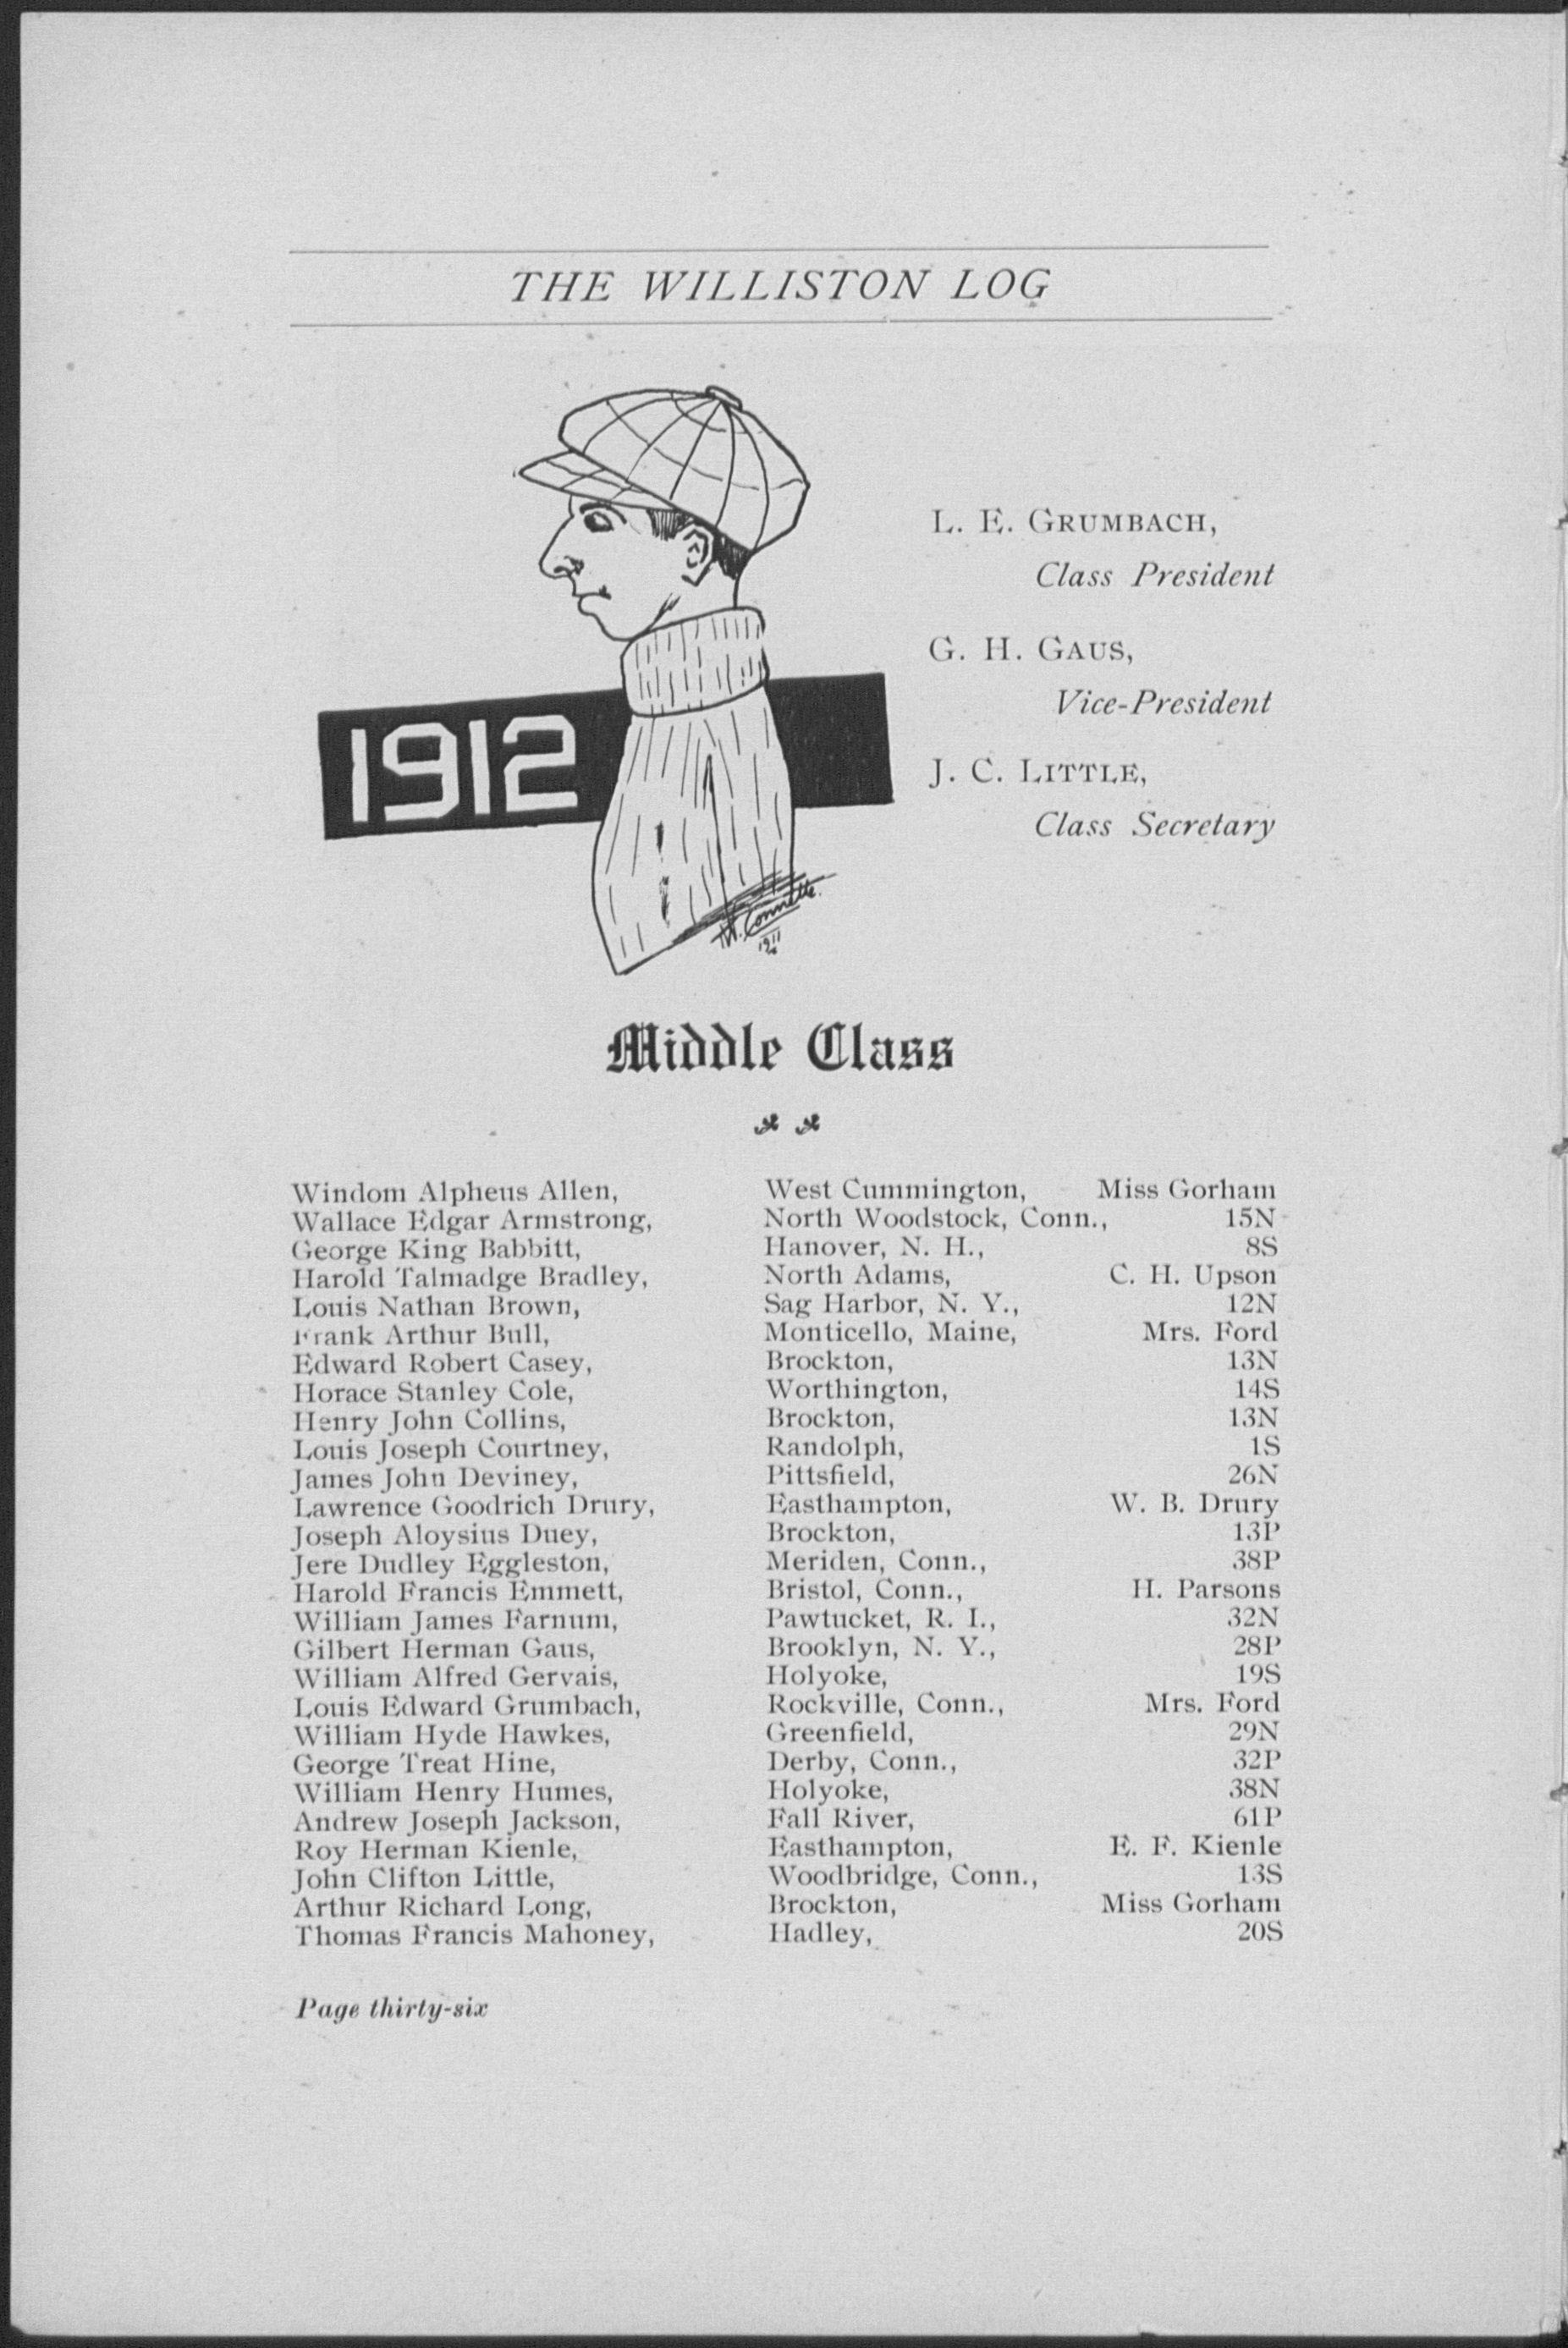 THE WILLISTON LOG
1912
L. E. GRUMBACH,
Class President
G. H. GAUS,
Vice-President
J. C. LITTLE,
Class Secretary
1911
Middle Class
Windom Alpheus Allen, West Cummington, Miss Gorham
Wallace Edgar Armstrong, North Woodstock, Conn., 15N
George King Babbitt, Hanover, N. H., 8S
Harold Talmadge Bradley, North Adams, C. H. Upson
Louis Nathan Brown, Sag Harbor, N. Y., 12N
Frank Arthur Bull, Monticello, Maine, Mrs. Ford
Edward Robert Casey, Brockton, 13N
Horace Stanley Cole, Worthington, 14S
Henry John Collins, Brockton, 13N
Louis Joseph Courtney, Randolph, 1S
James John Deviney, Pittsfield, 26N
Lawrence Goodrich Drury, Easthampton, W. B. Drury
Joseph Aloysius Duey, Brockton, 13P
Jere Dudley Eggleston, Meriden, Conn., 38P
Harold Francis Emmett, Bristol, Conn., H. Parsons
William James Farnum, Pawtucket, R. I., 32N
Gilbert Herman Gaus, Brooklyn, N. Y., 28P
William Alfred Gervais, Holyoke, 19S
Louis Edward Grumbach, Rockville, Conn., Mrs. Ford
William Hyde Hawkes, Greenfield, 29N
George Treat Hine, Derby, Conn., 32P
William Henry Humes, Holyoke, 38N
Andrew Joseph Jackson, Fall River, 61P
Roy Herman Kienle, Easthampton, E. F. Kienle
John Clifton Little, Woodbridge, Conn., 13S
Arthur Richard Long, Brockton, Miss Gorham
Thomas Francis Mahoney, Hadley, 20S
Page thirty-six